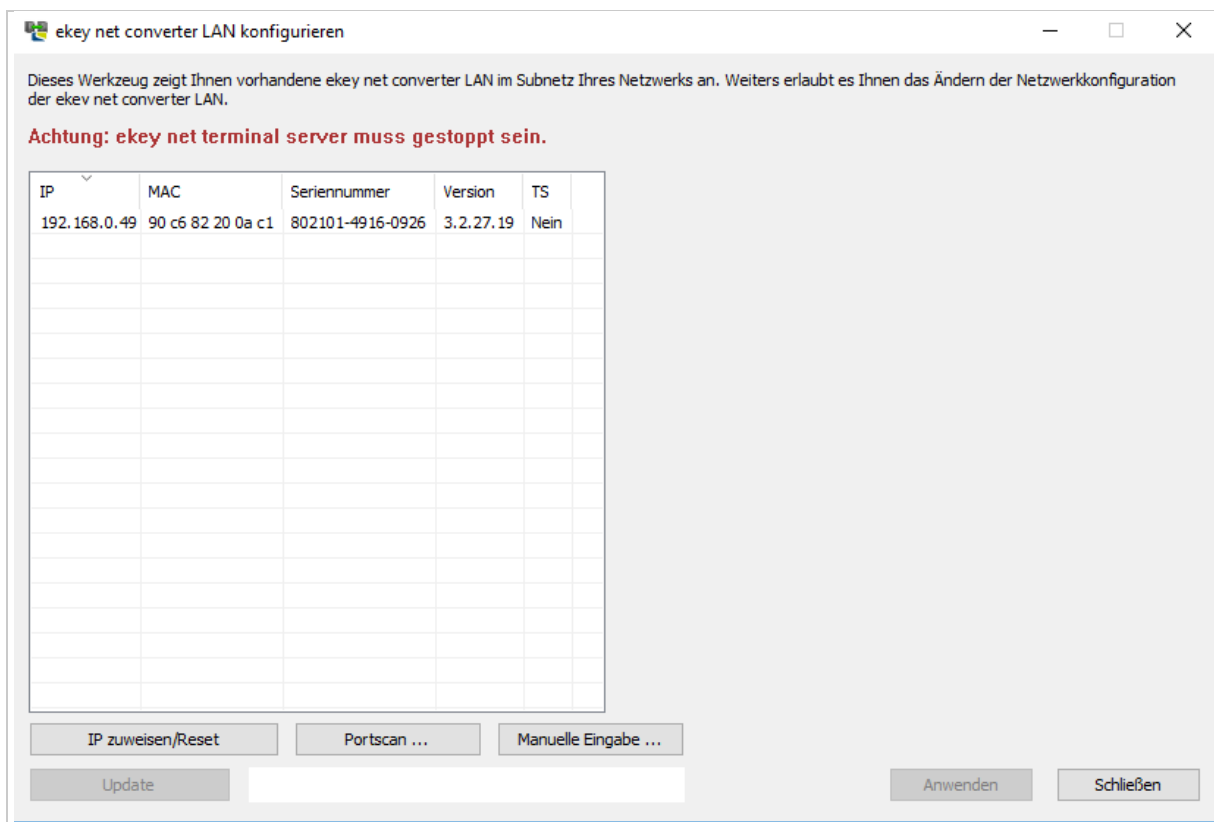 ekey net converter LAN konfigurieren
Dieses Werkzeug zeigt Ihnen vorhandene ekey net converter LAN im Subnetz Ihres Netzwerks an. Weiters erlaubt es Ihnen das Ändern der Netzwerkkonfiguration
der ekey net converter LAN.
Achtung: ekey net terminal server muss gestoppt sein.
IP MAC Seriennummer Version TS
192.168.0.49 90 c6 82 20 0a c1 802101-4916-0926 3.2.27.19 Nein
IP zuweisen/Reset Portscan ... Manuelle Eingabe ...
Update Anwenden Schließen